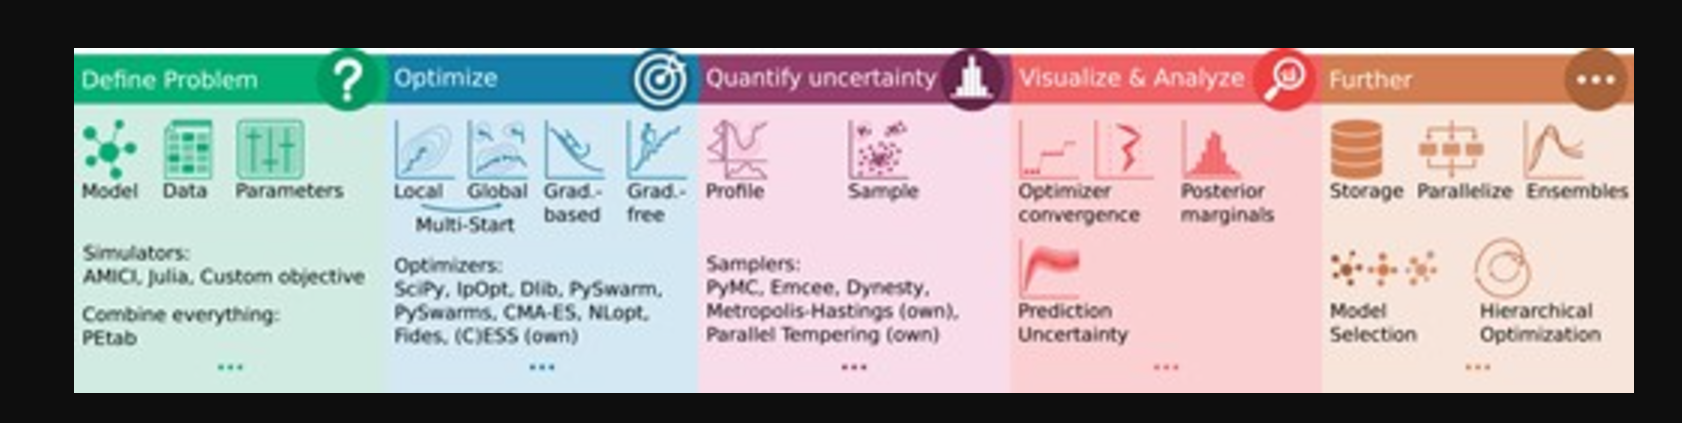 Define Problem
?
Model Data Parameters
Simulators:
AMICI, Julia, Custom objective
Combine everything:
PEtab
...
Optimize
Local Global Grad.-based Grad.-free
Multi-Start
Optimizers:
SciPy, IpOpt, Dlib, PySwarm,
PySwarms, CMA-ES, NLopt,
Fides, (C)ESS (own)
...
Quantify uncertainty
Profile Sample
Samplers:
PyMC, Emcee, Dynesty,
Metropolis-Hastings (own),
Parallel Tempering (own)
...
Visualize & Analyze
Optimizer
convergence
Posterior
marginals
Prediction
Uncertainty
...
Further
...
Storage Parallelize Ensembles
Model
Selection
Hierarchical
Optimization
...